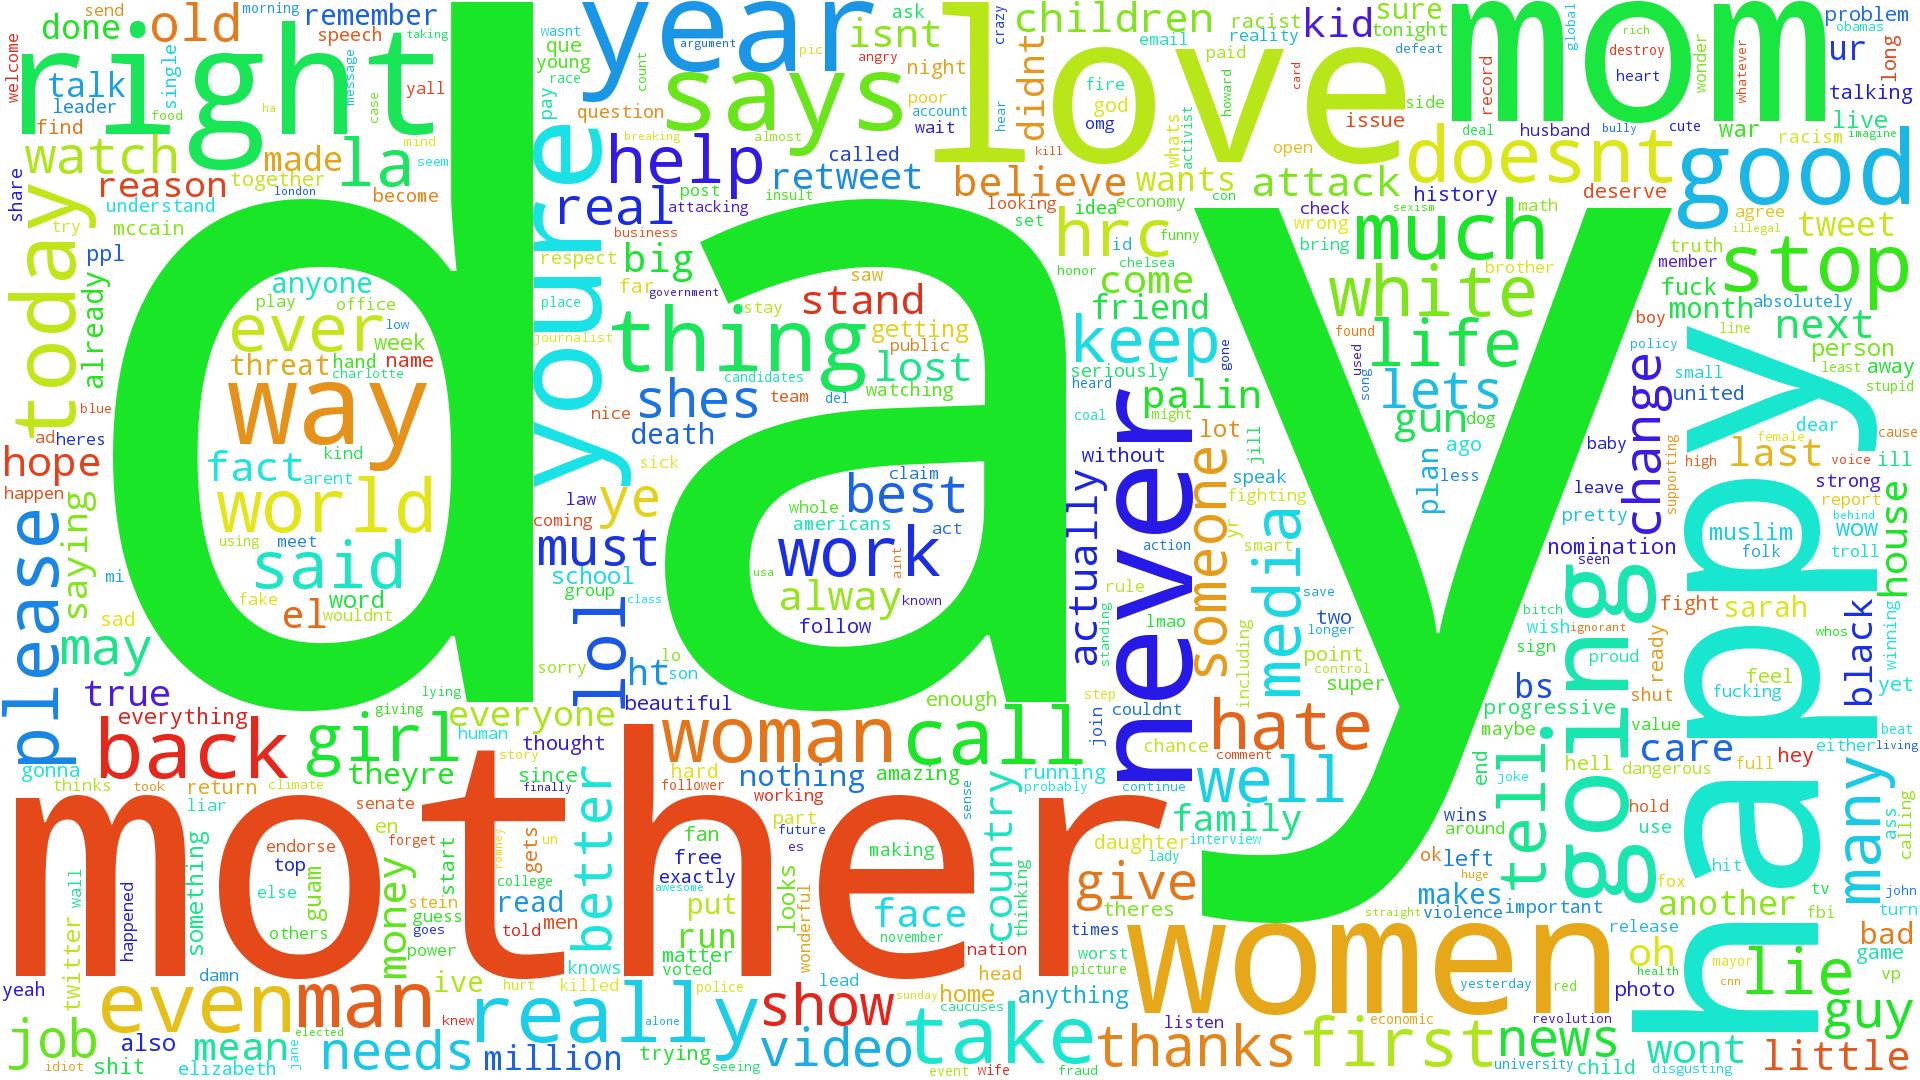 day
mother
happy
love
mom
right
year
women
never
going
good
says
youre
today
please
really
take
thing
way
back
world
said
woman
call
stop
much
white
life
keep
hrc
help
real
watch
old
done
talk
la
made
reason
remember
speech
leader
find
together
understand
mccain
become
isnt
didnt
children
kid
sure
tonight
racist
reality
email
paid
god
fire
omg
issue
side
ur
problem
obamas
talking
long
live
record
war
racism
imagine
doesnt
attack
wants
believe
retweet
called
wait
poor
account
night
question
young
que
race
pay
ask
angry
pic
argument
count
crazy
hear
kill
whats
activist
howard
card
defeat
open
deal
husband
bully
cute
wonder
whatever
destroy
heart
rich
global
history
deserve
tweet
agree
illegal
truth
member
fuck
month
absolutely
next
boy
policy
line
small
united
person
least
away
stupid
dear
cause
last
female
high
voice
ill
strong
report
behind
wow
troll
muslim
folk
house
change
supporting
nomination
pretty
leave
baby
seen
lets
gun
dog
palin
might
coal
heard
seriously
friend
come
idea
set
looking
economy
con
check
sexism
math
wrong
bring
id
funny
chelsea
honor
brother
found
used
song
gone
lot
jill
ago
plan
less
without
speak
fighting
yr
smart
someone
media
action
actually
rule
lmao
standing
step
join
couldnt
chance
comment
continue
hate
well
family
daughter
interview
lady
give
theres
times
worst
picture
country
thinking
running
probably
sense
nothing
working
amazing
hard
follower
part
future
es
fan
free
exactly
awesome
making
put
run
matter
voted
face
november
looks
wonderful
nation
lead
head
home
caucuses
anything
sunday
show
video
thanks
first
news
listen
economic
yesterday
red
revolution
university
child
wont
little
disgusting
guy
lie
mayor
cnn
health
photo
oh
release
another
bad
game
vp
turn
john
tv
fbi
many
ass
calling
fox
hit
use
hold
dangerous
full
hey
care
either
living
beat
value
shut
hell
ready
proud
sarah
fight
whos
black
yet
winning
feel
fucking
wish
bitch
ignorant
sign
bs
progressive
maybe
tell
end
joke
wins
around
ok
left
huge
makes
violence
important
straight
save
two
longer
point
control
super
including
big
far
respect
place
government
journalist
stay
saw
stand
getting
public
lost
watching
candidates
team
del
shes
nice
death
sick
law
ye
coming
must
school
group
class
usa
lol
ht
lo
son
sorry
beautiful
best
claim
whole
americans
act
work
aint
alway
known
follow
enough
everyone
human
thought
story
since
finally
better
knows
killed
hurt
police
alone
seeing
trying
million
needs
knew
ive
man
even
elected
jane
elizabeth
mean
also
shit
idiot
job
yeah
damn
twitter
wall
happened
something
liar
return
thinks
took
climate
gonna
everything
true
girl
giving
lying
theyre
senate
en
forget
romney
un
gets
college
start
stein
guess
goes
power
read
told
men
money
guam
endorse
top
else
others
may
sad
mi
saying
happen
hope
ad
heres
blue
already
ppl
share
try
welcome
send
morning
taking
message
single
food
ha
case
yall
mind
seem
london
breaking
almost
post
attacking
insult
business
anyone
play
office
low
ever
week
threat
hand
name
charlotte
fact
kind
arent
using
meet
el
fake
word
wouldnt
event
wife
fraud